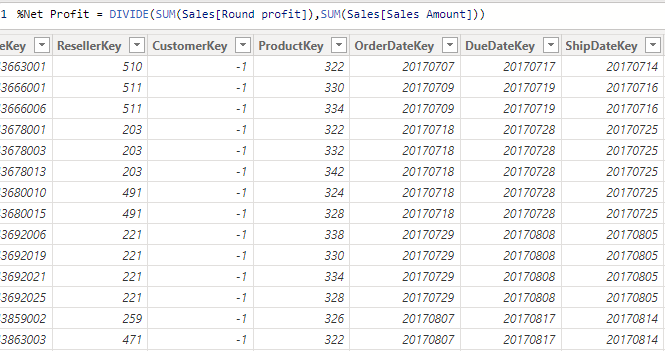 1 %Net Profit = DIVIDE(SUM(Sales[Round profit]),SUM(Sales[Sales Amount]))
eKey ResellerKey CustomerKey ProductKey OrderDateKey DueDateKey ShipDateKey
3663001 510 -1 322 20170707 20170717 20170714
3666001 511 -1 330 20170709 20170719 20170716
3666006 511 -1 334 20170709 20170719 20170716
3678001 203 -1 322 20170718 20170728 20170725
3678003 203 -1 332 20170718 20170728 20170725
3678013 203 -1 342 20170718 20170728 20170725
3680010 491 -1 324 20170718 20170728 20170725
3680015 491 -1 328 20170718 20170728 20170725
3692006 221 -1 338 20170729 20170808 20170805
3692019 221 -1 330 20170729 20170808 20170805
3692021 221 -1 334 20170729 20170808 20170805
3692025 221 -1 328 20170729 20170808 20170805
3859002 259 -1 326 20170807 20170817 20170814
3863003 471 -1 322 20170807 20170817 20170814